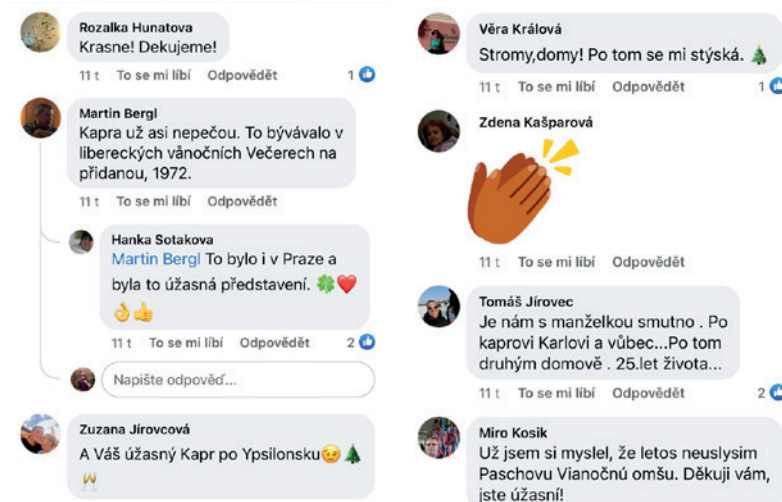 Rozalka Hunatova
Krasne! Dekujeme!
11 t To se mi líbí Odpovědět 1
Martin Bergl
Kapra už asi nepečou. To bývávalo v
libereckých vånočních Večerech na
přidanou, 1972.
11 t To se mi líbí Odpovědět
Hanka Sotakova
Martin Bergl To bylo i v Praze a
byla to úžasná představení. 🍀❤️
👌👍
11 t To se mi líbí Odpovědět 2
Napište odpověď...
Zuzana Jírovcová
A Váš úžasný Kapr po Ypsilonsku😉🎄
🥂
Věra Králová
Stromy,domy! Po tom se mi stýská. 🎄
11 t To se mi líbí Odpovědět 1
Zdena Kašparová
11 t To se mi líbí Odpovědět
Tomáš Jírovec
Je nám s manželkou smutno . Po
kaprovi Karlovi a vůbec...Po tom
druhým domově . 25.let života...
11 t To se mi líbí Odpovědět 2
Miro Kosik
Už jsem si myslel, že letos neuslysim
Paschovu Vianočnú omšu. Děkuji vám,
jste úžasní!